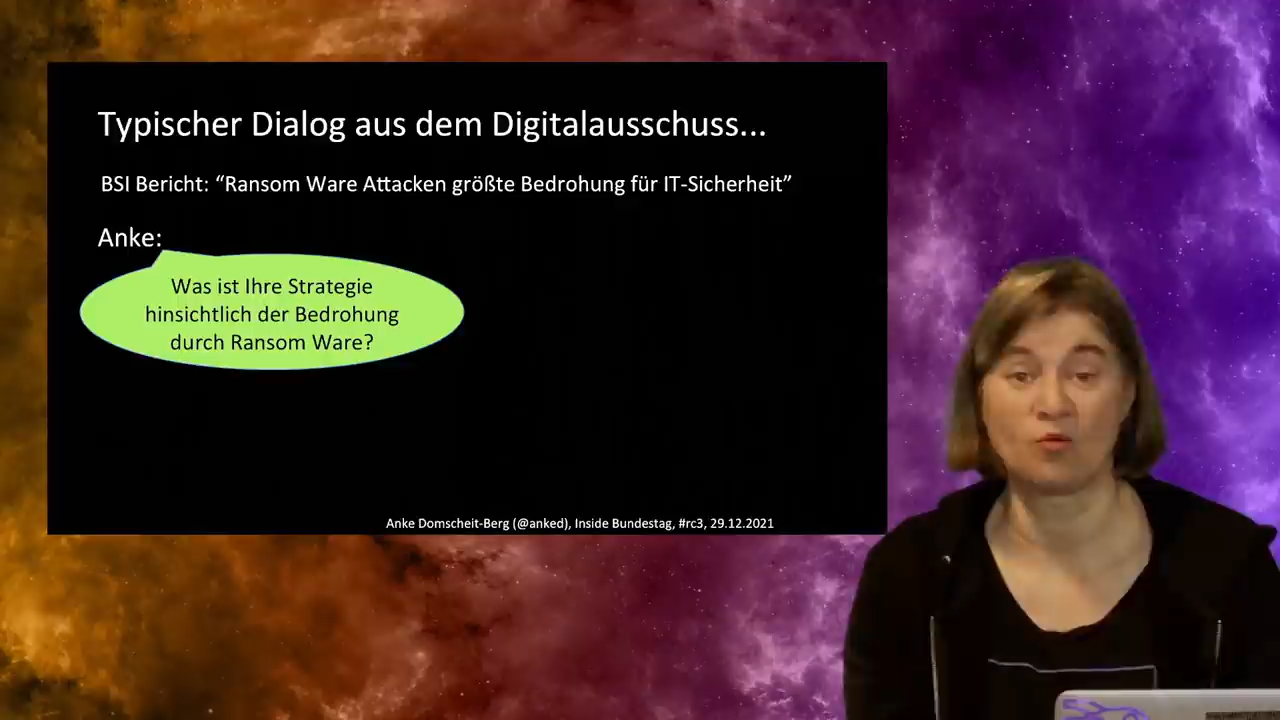 Typischer Dialog aus dem Digitalausschuss...
BSI Bericht: “Ransom Ware Attacken größte Bedrohung für IT-Sicherheit”
Anke:
Was ist Ihre Strategie
hinsichtlich der Bedrohung
durch Ransom Ware?
Anke Domscheit-Berg (@anked), Inside Bundestag, #rc3, 29.12.2021